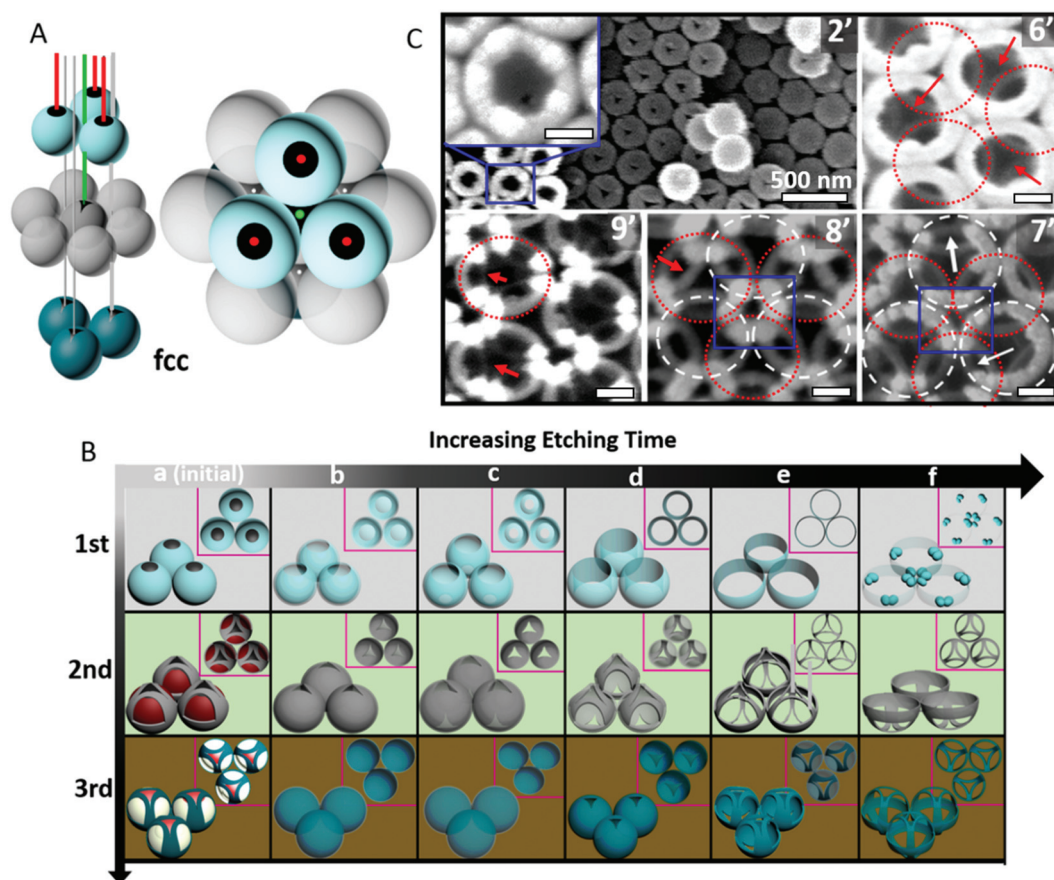 A
fcc
C
2'
500 nm
6'
9'
8'
7'
B
Increasing Etching Time
a (initial)
b
c
d
e
f
1st
2nd
3rd